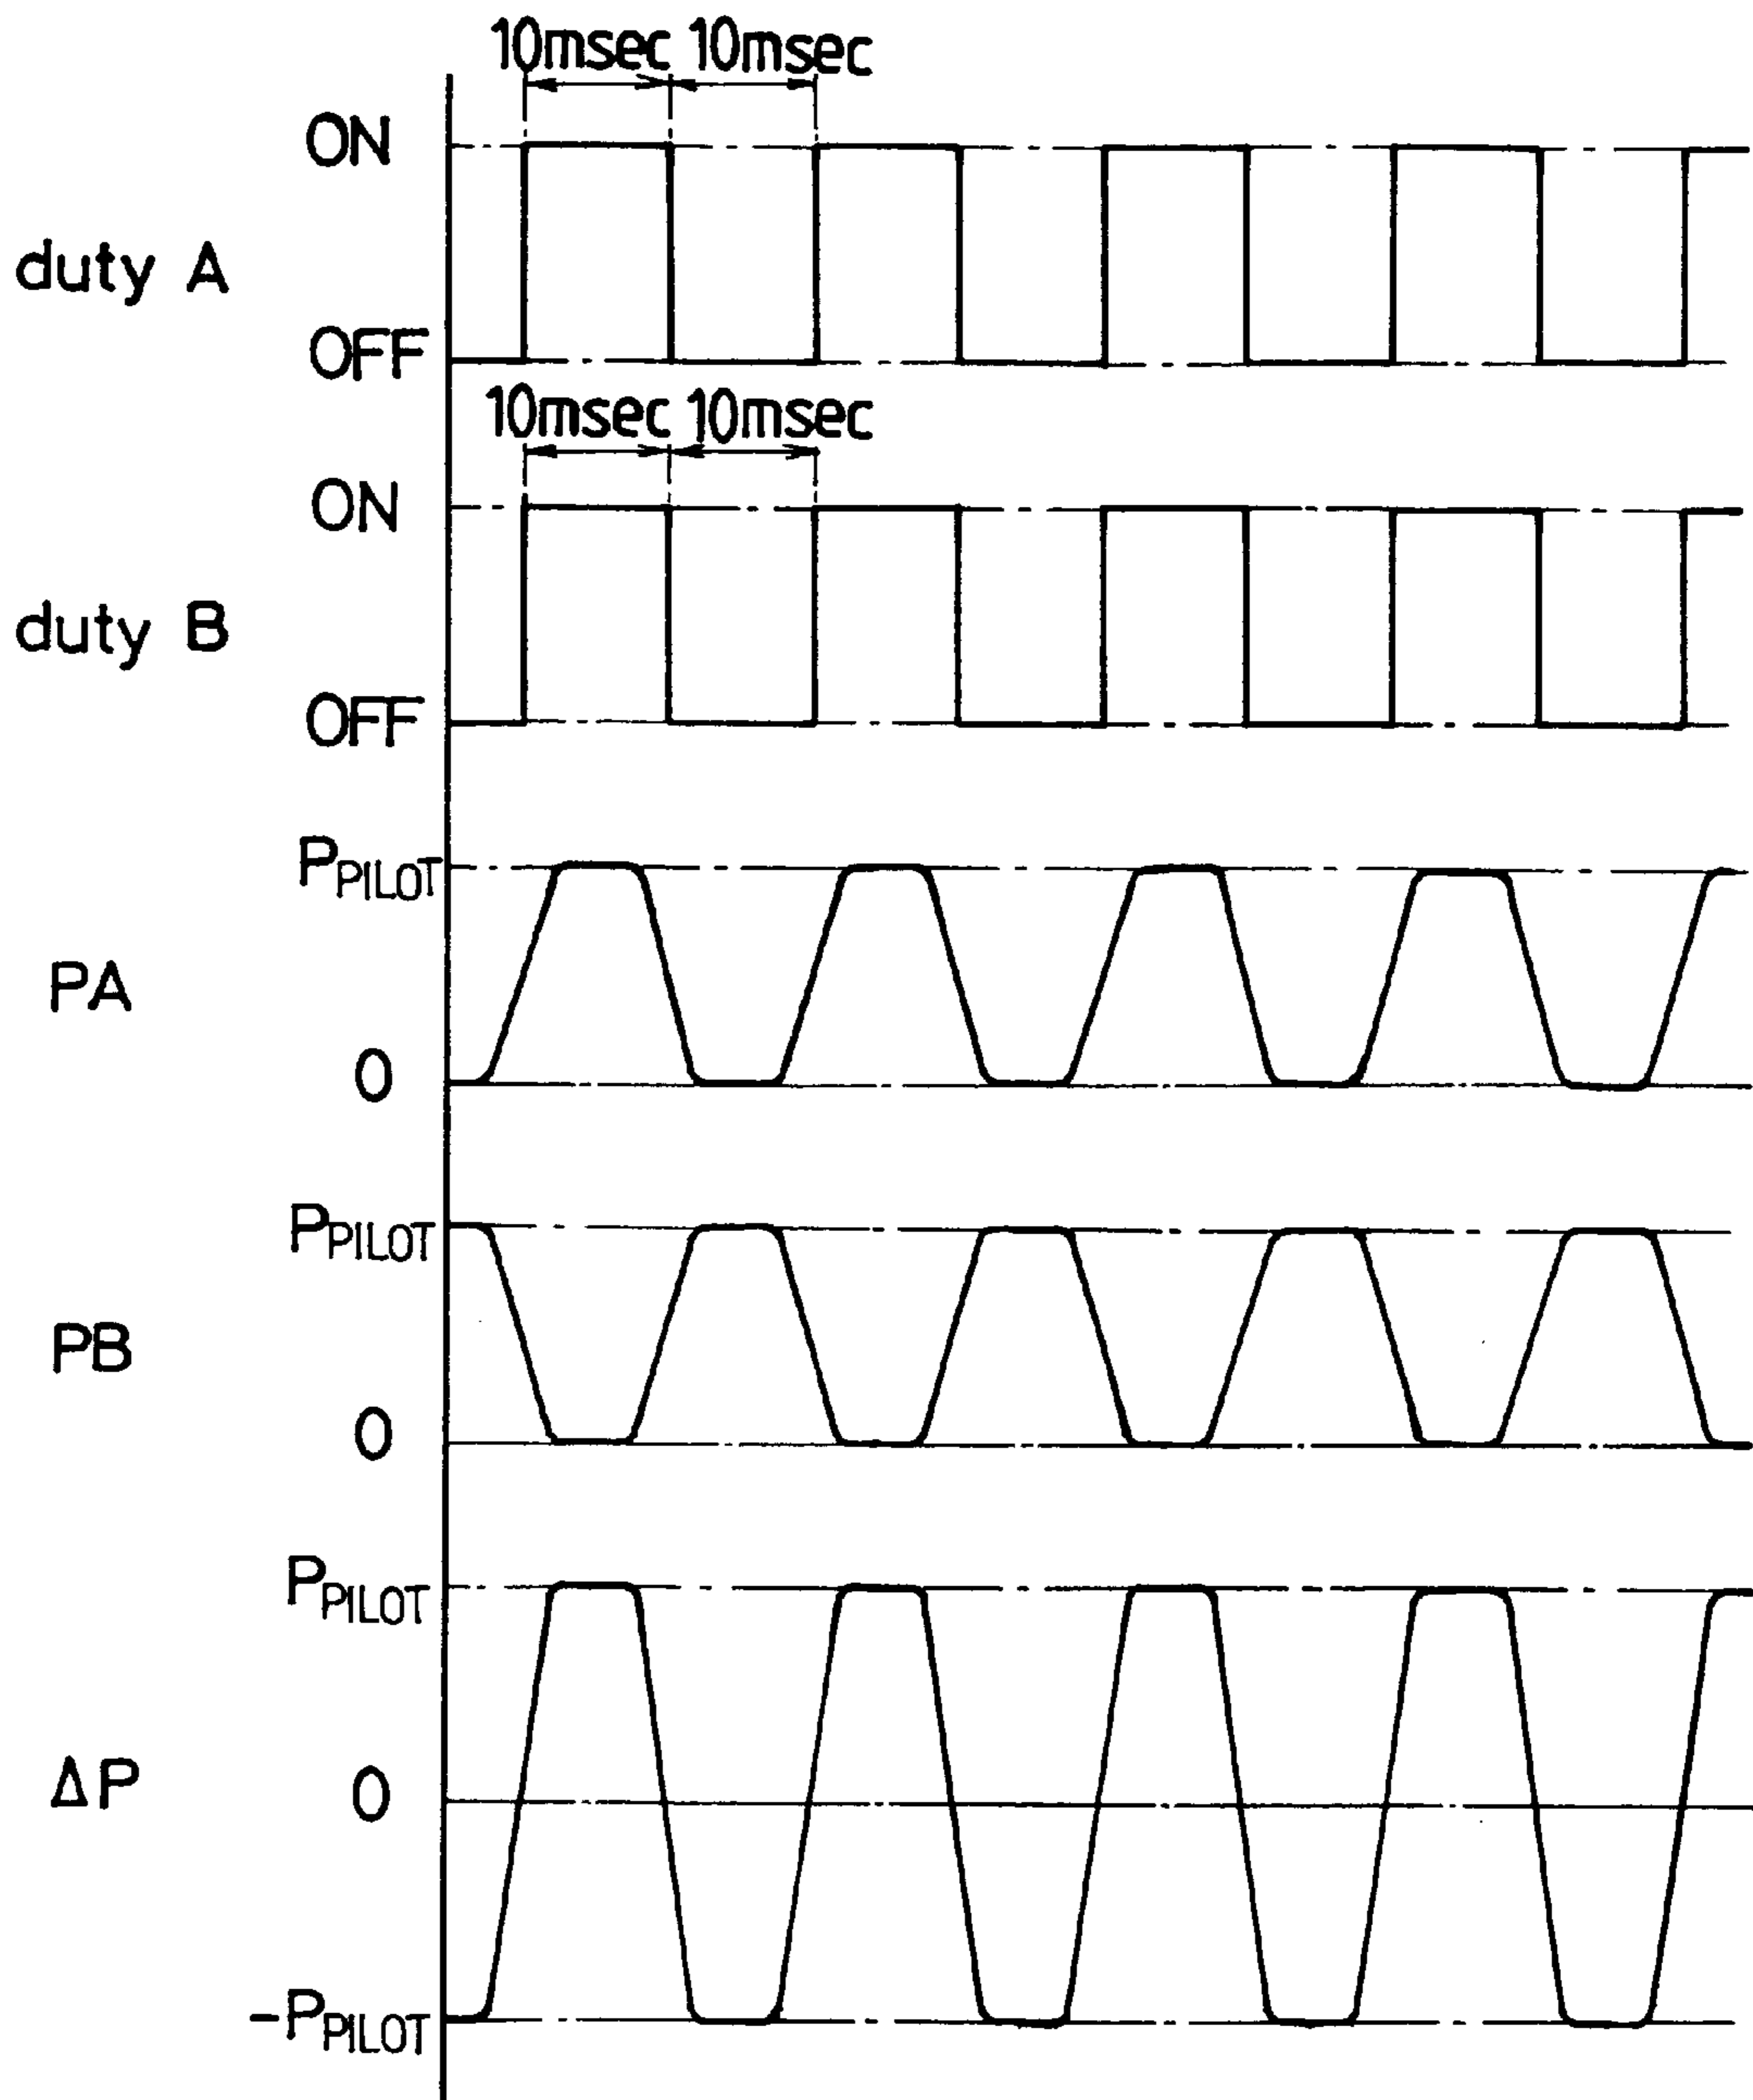 10msec 10msec
ON
duty A
OFF
10msec 10msec
ON
duty B
OFF
PPILOT
PA
0
PPILOT
PB
0
PPILOT
ΔP
0
-PPILOT